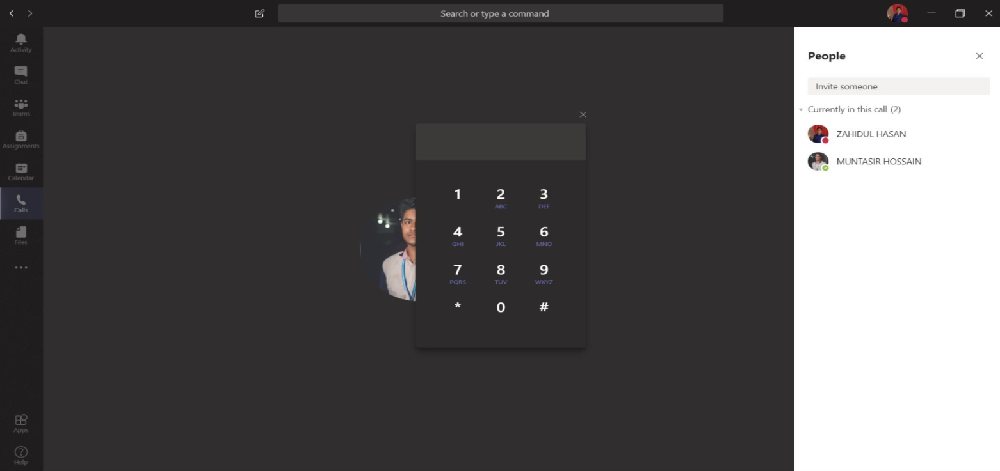 Search or type a command
Activity
Chat
Teams
Assignments
Calendar
Calls
Files
Apps
Help
1 2 3
ABC DEF
4 5 6
GHI JKL MNO
7 8 9
PQRS TUV WXYZ
* 0 #
People
Invite someone
Currently in this call (2)
ZAHIDUL HASAN
MUNTASIR HOSSAIN